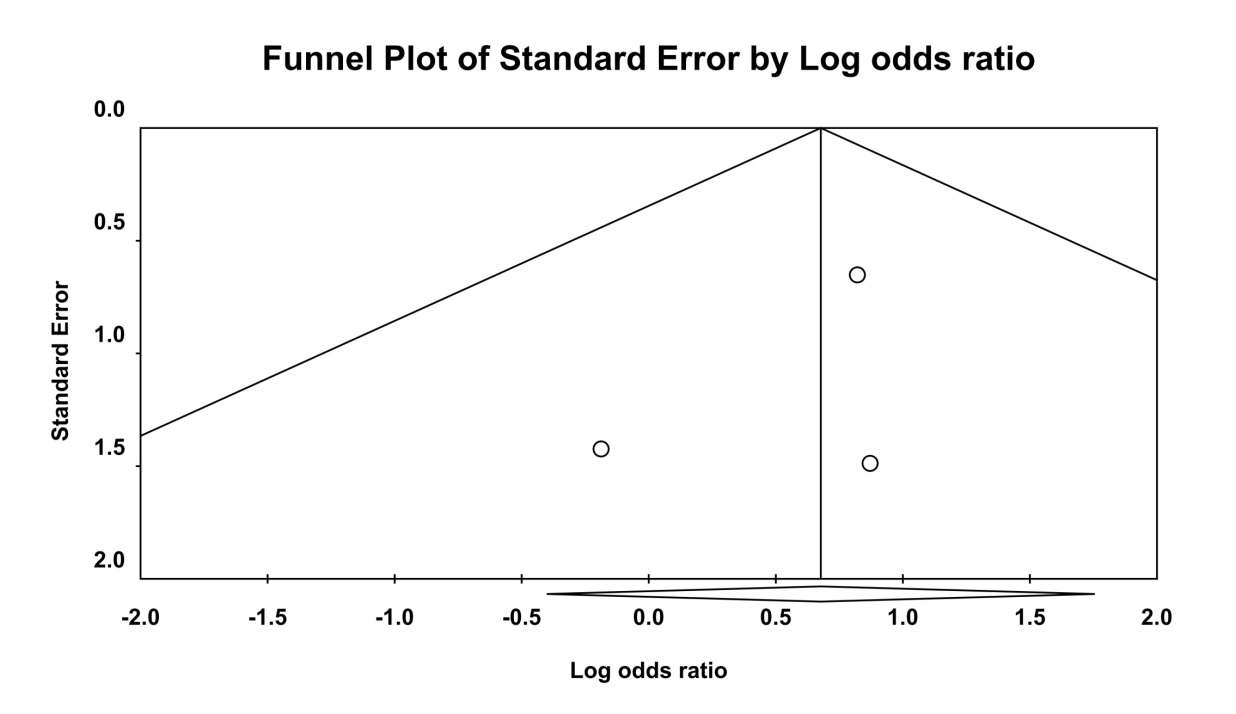 Funnel Plot of Standard Error by Log odds ratio
0.0
0.5
1.0
1.5
2.0
Standard Error
-2.0 -1.5 -1.0 -0.5 0.0 0.5 1.0 1.5 2.0
Log odds ratio